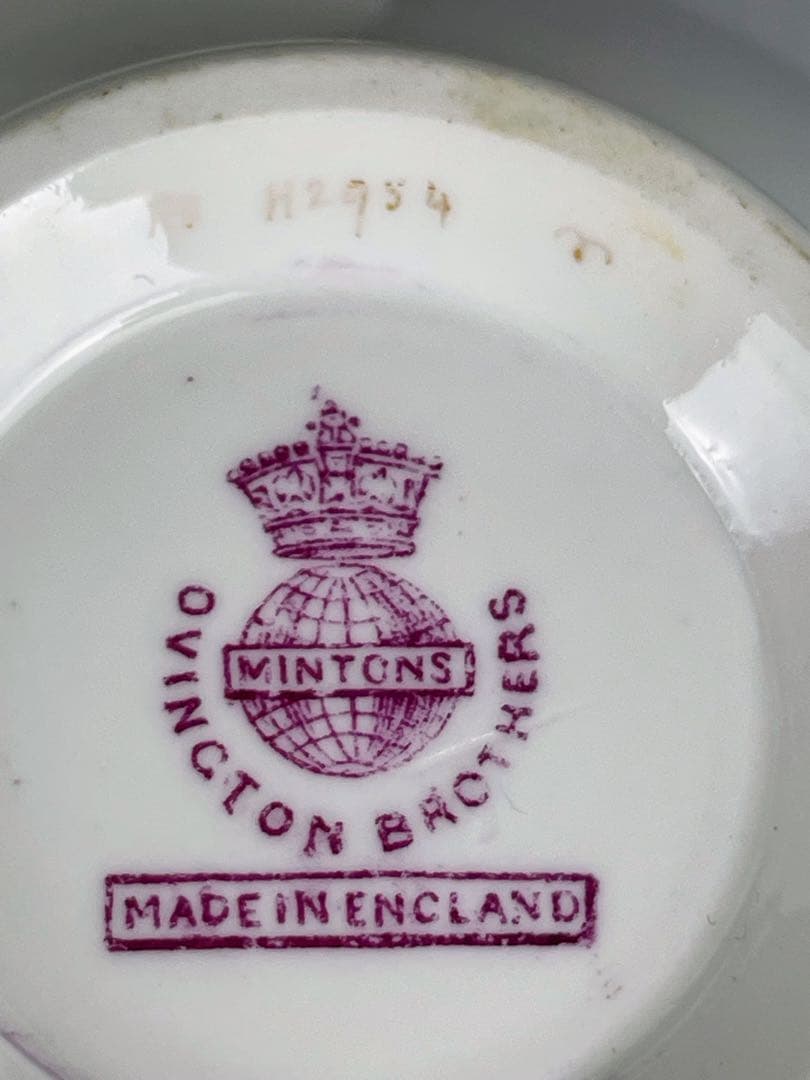 H2954
MINTONS
OVINGTON BROTHERS
MADE IN ENGLAND